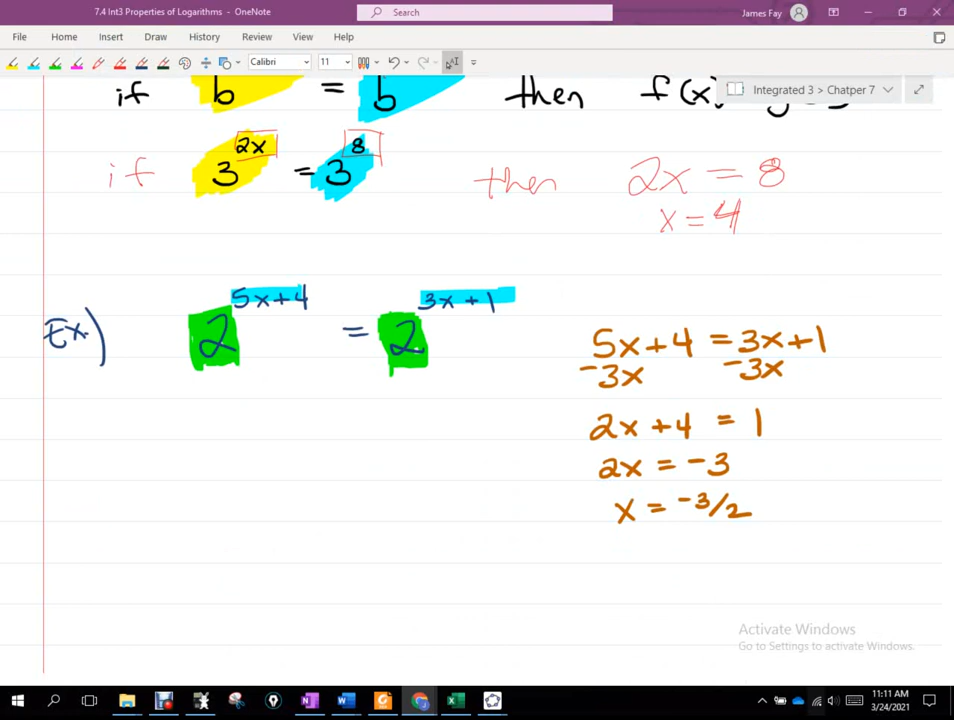 7.4 Int3 Properties of Logarithms - OneNote
Search
James Fay
File Home Insert Draw History Review View Help
Calibri 11
Integrated 3 > Chatper 7
if b = b then f(x)
if 3^2x = 3^8 then 2x = 8
x = 4
Ex) 2^5x+4 = 2^3x+1
5x+4 = 3x+1
-3x -3x
2x+4 = 1
2x = -3
x = -3/2
Activate Windows
Go to Settings to activate Windows.
11:11 AM
3/24/2021